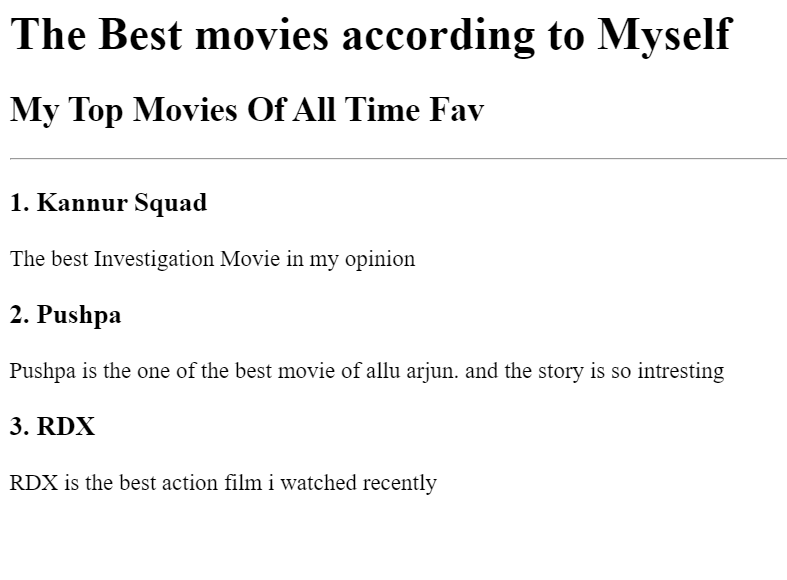 The Best movies according to Myself
My Top Movies Of All Time Fav
1. Kannur Squad
The best Investigation Movie in my opinion
2. Pushpa
Pushpa is the one of the best movie of allu arjun. and the story is so intresting
3. RDX
RDX is the best action film i watched recently